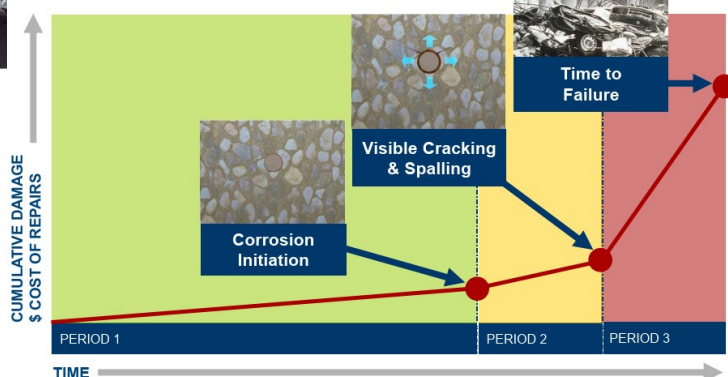 CUMULATIVE DAMAGE
$ COST OF REPAIRS
Corrosion
Initiation
Visible Cracking
& Spalling
Time to
Failure
PERIOD 1
PERIOD 2
PERIOD 3
TIME